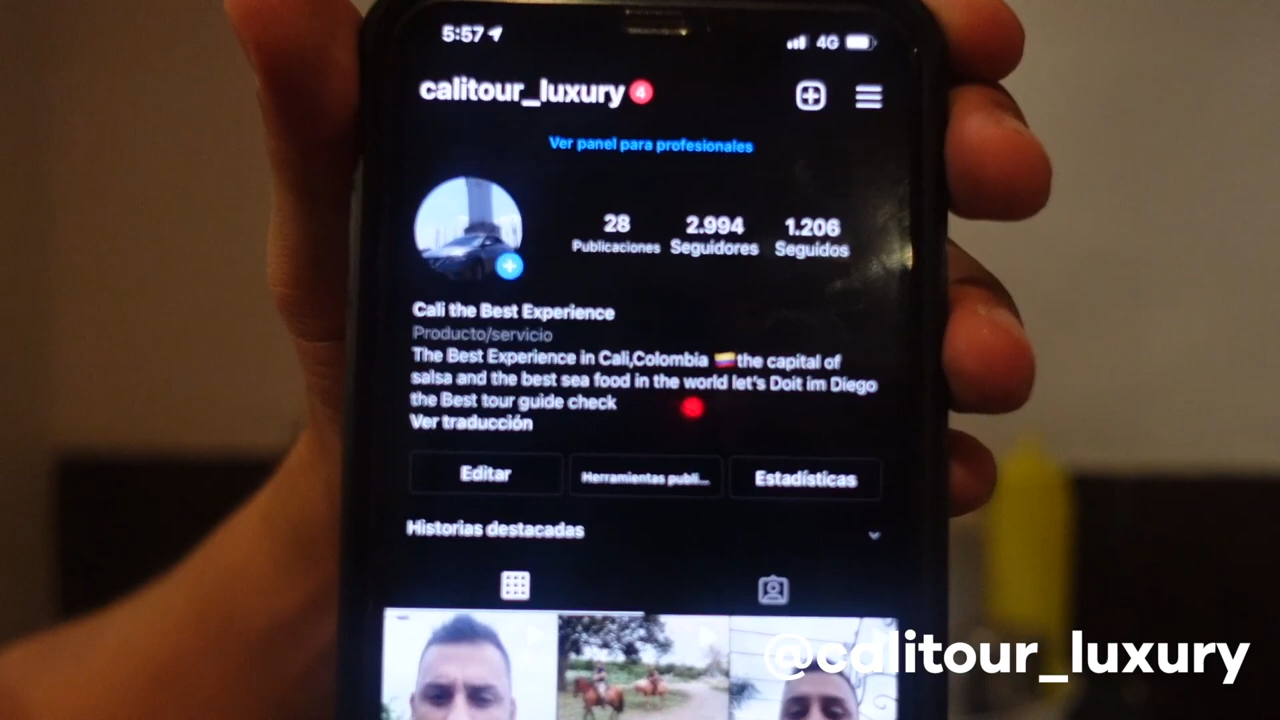 5:57
4G
calitour_luxury 4
Ver panel para profesionales
28 2.994 1.206
Publicaciones Seguidores Seguidos
Cali the Best Experience
Producto/servicio
The Best Experience in Cali,Colombia 🇨🇴the capital of
salsa and the best sea food in the world let's Doit im Diego
the Best tour guide check
Ver traducción
Editar Herramientas publi... Estadísticas
Historias destacadas
@calitour_luxury